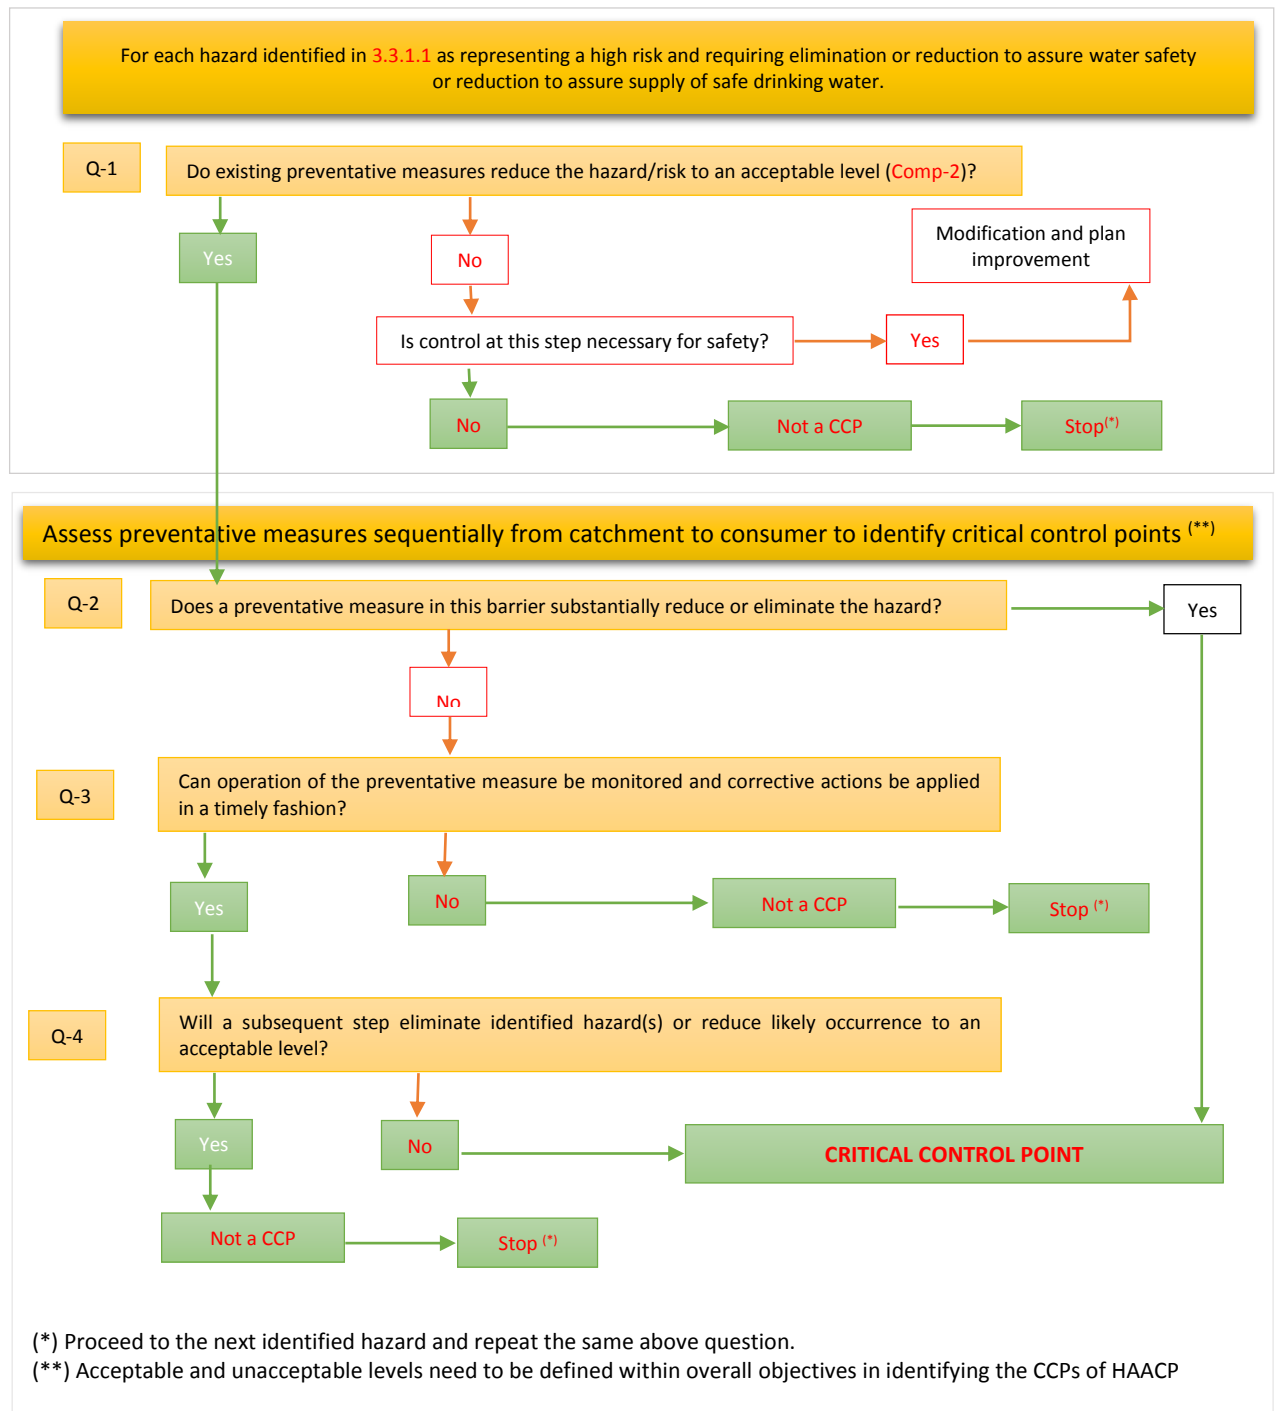 For each hazard identified in 3.3.1.1 as representing a high risk and requiring elimination or reduction to assure water safety
or reduction to assure supply of safe drinking water.
Q-1
Do existing preventative measures reduce the hazard/risk to an acceptable level (Comp-2)?
Yes
No
Modification and plan
improvement
Is control at this step necessary for safety?
Yes
No
Not a CCP
Stop(*)
Assess preventative measures sequentially from catchment to consumer to identify critical control points (**)
Q-2
Does a preventative measure in this barrier substantially reduce or eliminate the hazard?
Yes
No
Q-3
Can operation of the preventative measure be monitored and corrective actions be applied
in a timely fashion?
Yes
No
Not a CCP
Stop (*)
Q-4
Will a subsequent step eliminate identified hazard(s) or reduce likely occurrence to an
acceptable level?
Yes
No
CRITICAL CONTROL POINT
Not a CCP
Stop (*)
(*) Proceed to the next identified hazard and repeat the same above question.
(**) Acceptable and unacceptable levels need to be defined within overall objectives in identifying the CCPs of HAACP